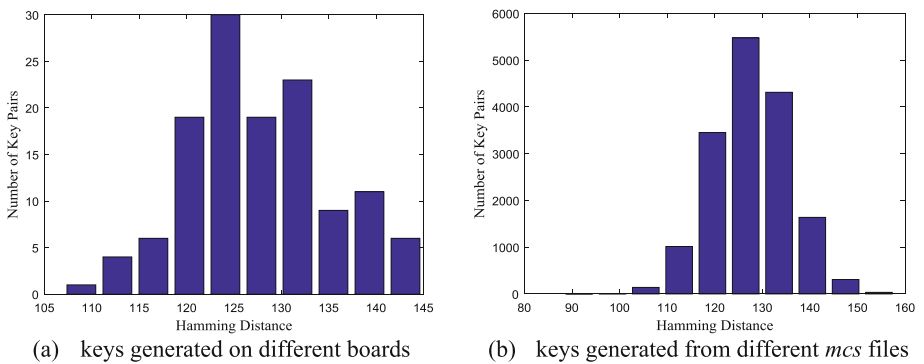 30
25
20
15
10
5
0
Number of Key Pairs
105 110 115 120 125 130 135 140 145
Hamming Distance
(a) keys generated on different boards
6000
5000
4000
3000
2000
1000
0
Number of Key Pairs
80 90 100 110 120 130 140 150 160
Hamming Distance
(b) keys generated from different mcs files